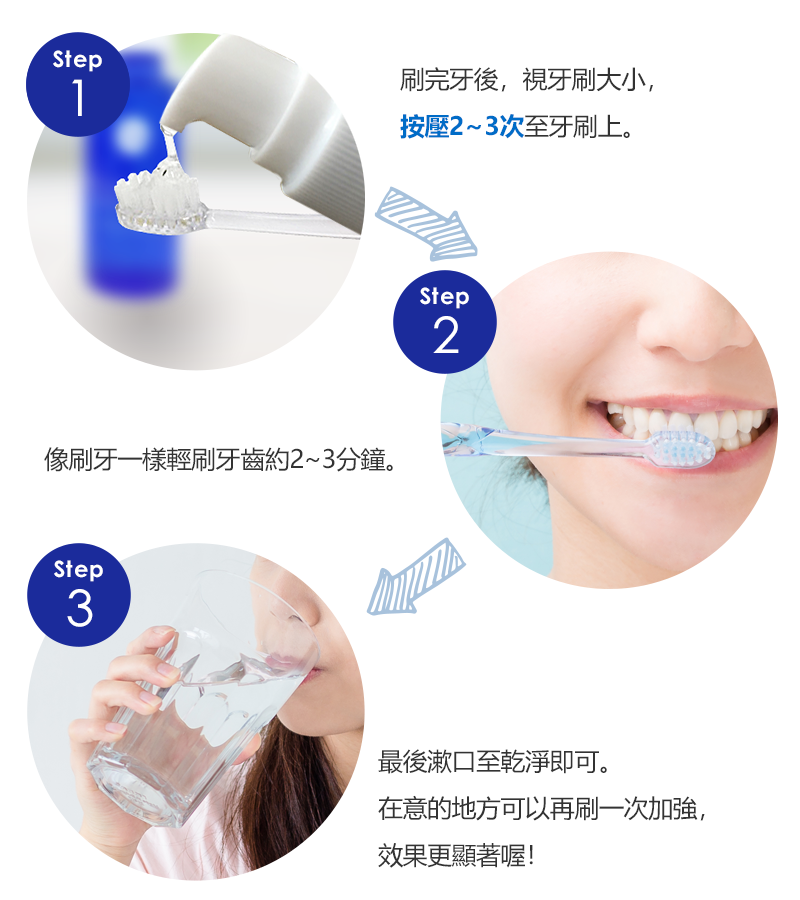 Step
1
刷完牙後，視牙刷大小，
按壓2~3次至牙刷上。
Step
2
像刷牙一樣輕刷牙齒約2~3分鐘。
Step
3
最後漱口至乾淨即可。
在意的地方可以再刷一次加強，
效果更顯著喔！